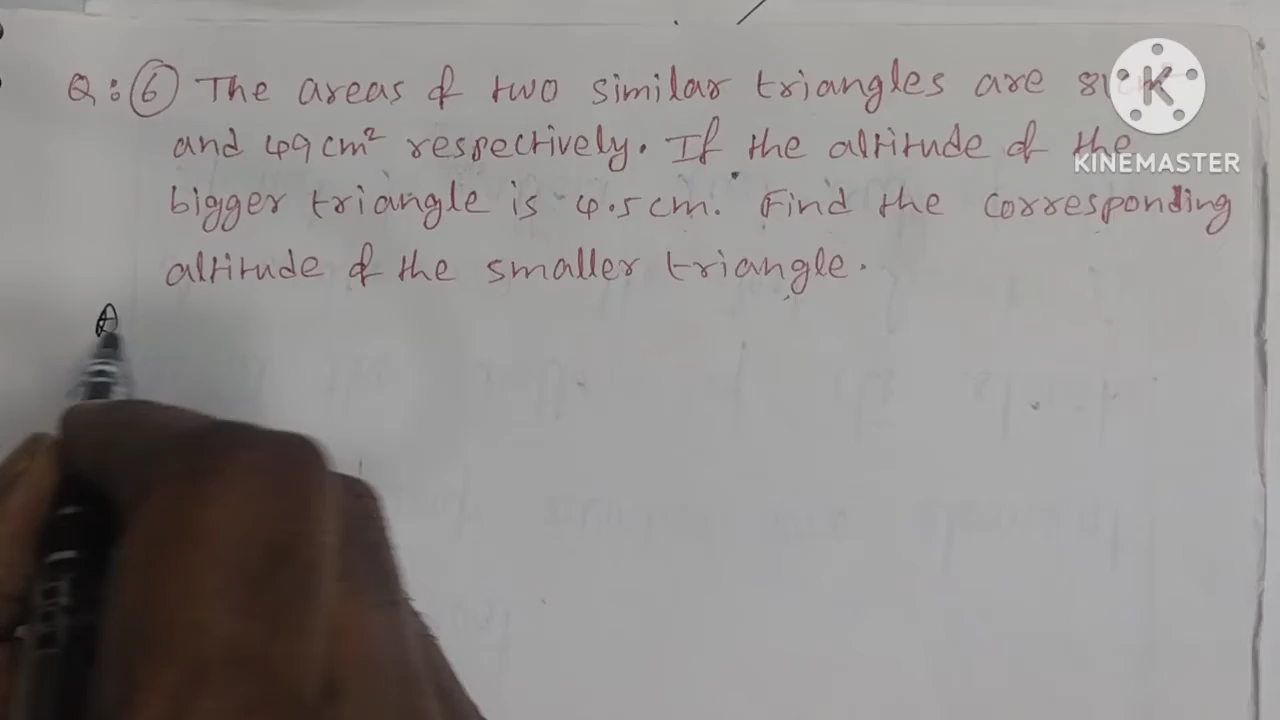 Q: 6 The areas of two similar triangles are
and 49 cm² respectively. If the altitude of the
bigger triangle is 4.5 cm. Find the corresponding
altitude of the smaller triangle.
A
K
KINEMASTER